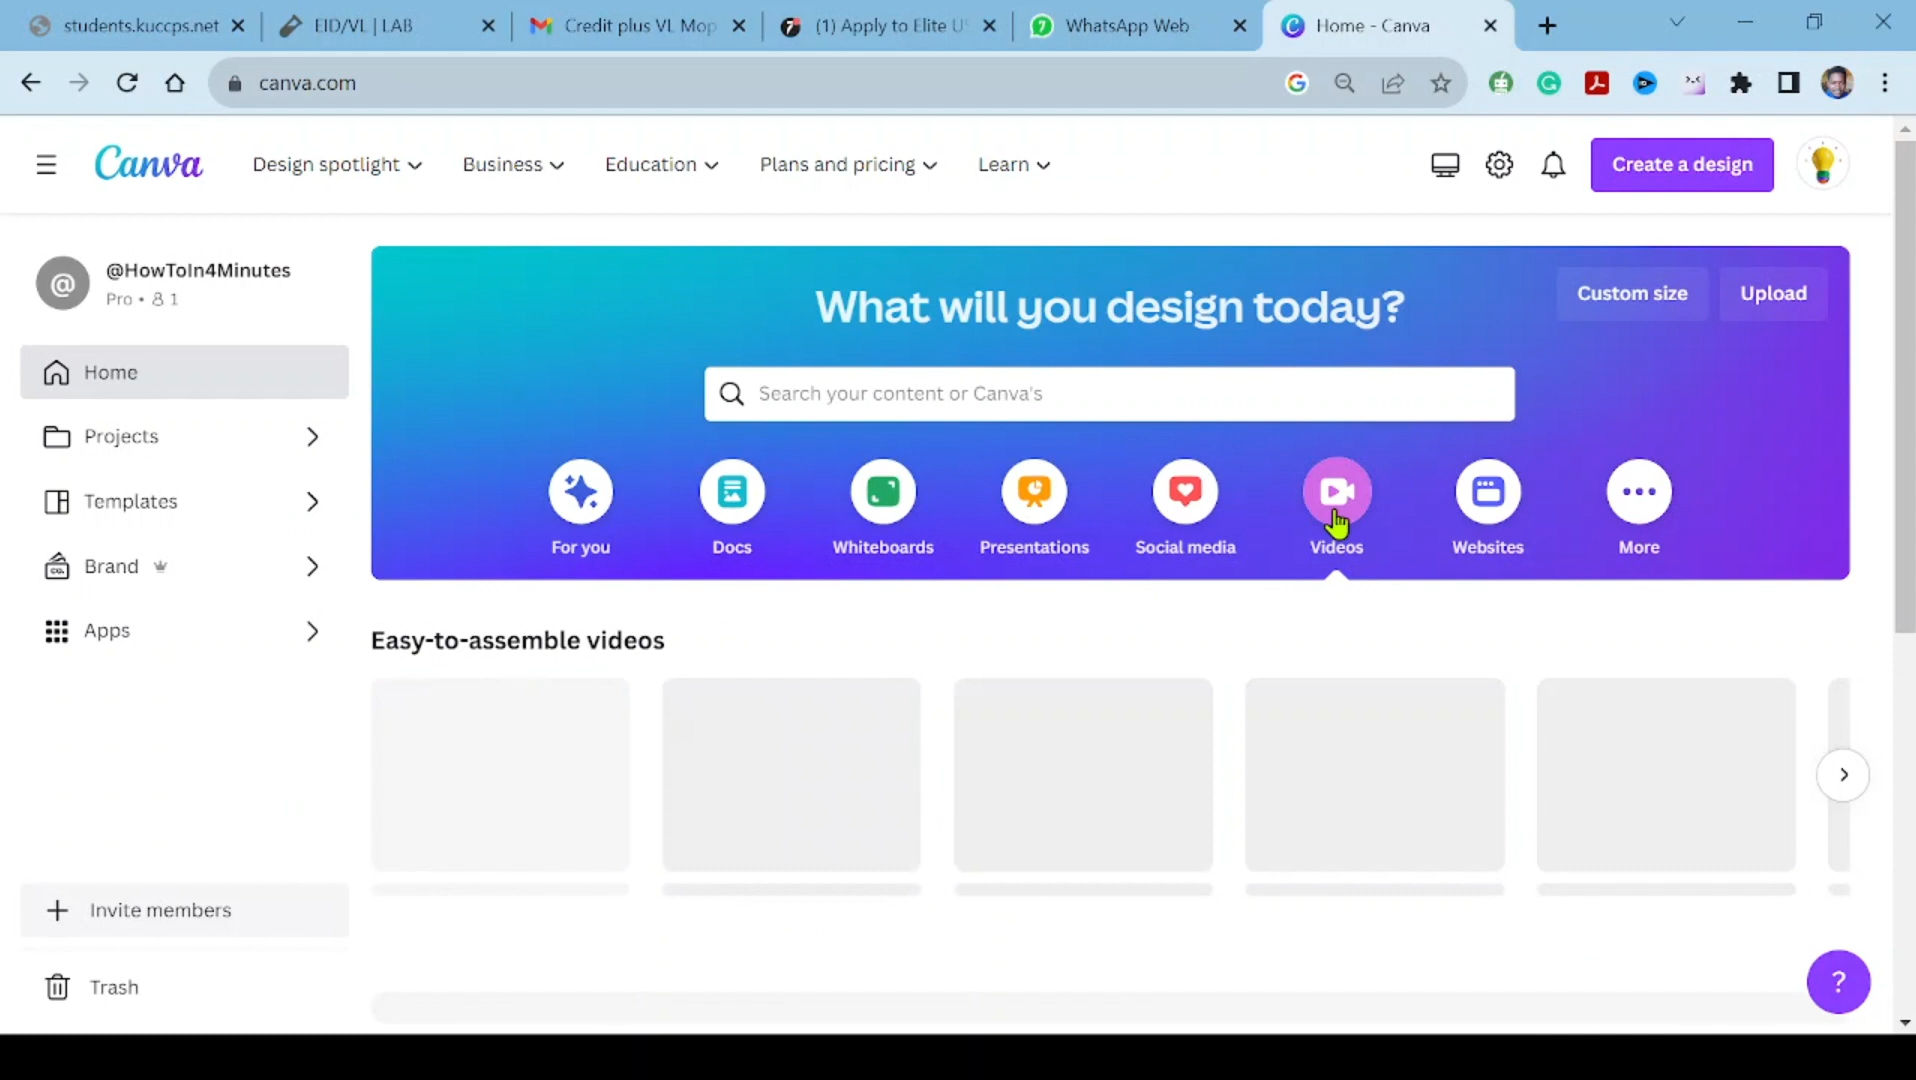 students.kuccps.net
EID/VL | LAB
Credit plus VL Mop
(1) Apply to Elite U
WhatsApp Web
Home - Canva
canva.com
Canva
Design spotlight
Business
Education
Plans and pricing
Learn
Create a design
@
@HowToIn4Minutes
Pro • 1
Home
Projects
Templates
Brand
Apps
Invite members
Trash
What will you design today?
Custom size
Upload
Search your content or Canva's
For you
Docs
Whiteboards
Presentations
Social media
Videos
Websites
More
Easy-to-assemble videos
?